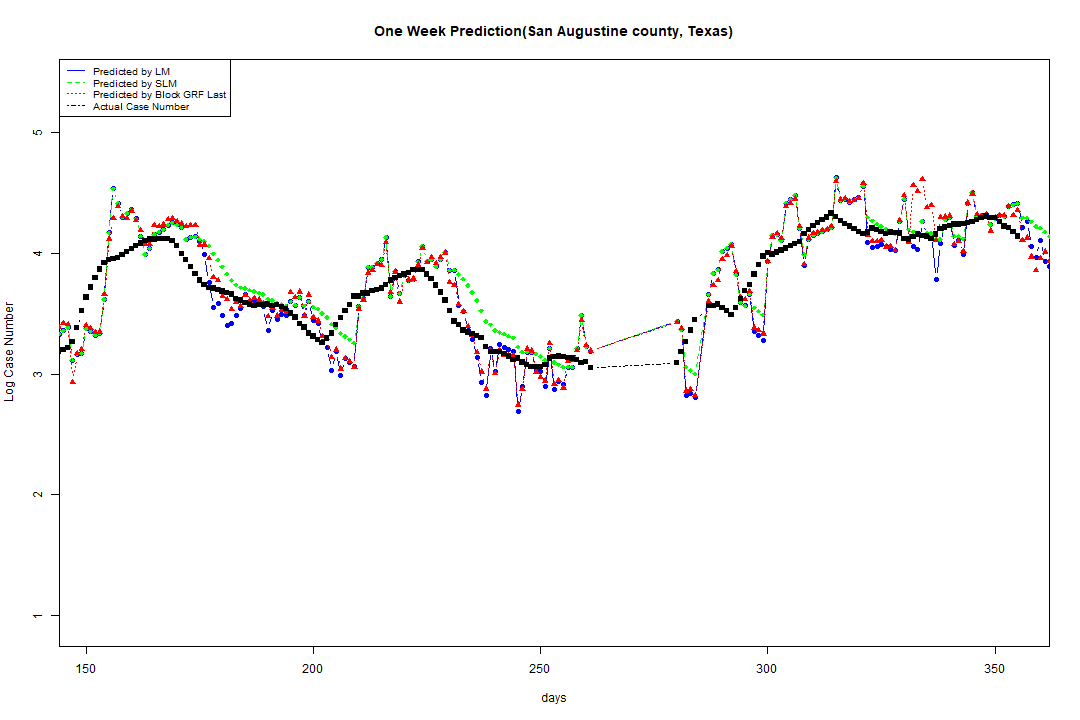 One Week Prediction(San Augustine county, Texas)
Predicted by LM
Predicted by SLM
Predicted by Block GRF Last
Actual Case Number
5
4
3
2
1
Log Case Number
150 200 250 300 350
days